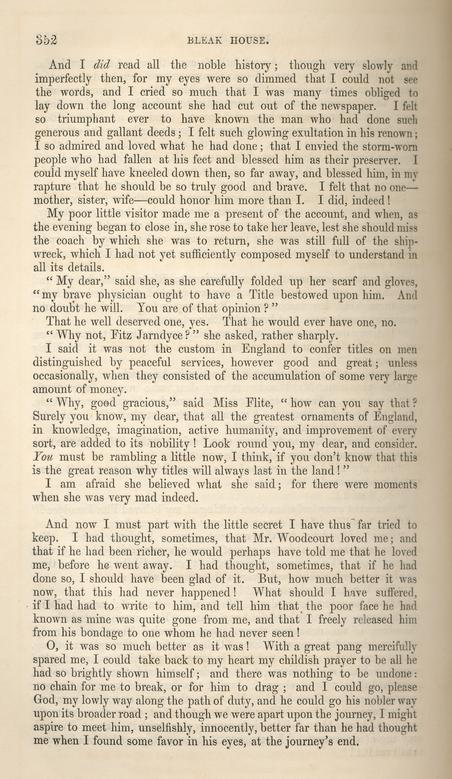 352
BLEAK HOUSE.
And I did read all the noble history; though very slowly and
imperfectly then, for my eyes were so dimmed that I could not see
the words, and I cried so much that I was many times obliged to
lay down the long account she had cut out of the newspaper. I felt
so triumphant ever to have known the man who had done such
generous and gallant deeds; I felt such glowing exultation in his renown;
I so admired and loved what he had done; that I envied the storm-worn
people who had fallen at his feet and blessed him as their preserver. I
could myself have kneeled down then, so far away, and blessed him, in my
rapture that he should be so truly good and brave. I felt that no one—
mother, sister, wife—could honor him more than I. I did, indeed!
My poor little visitor made me a present of the account, and when, as
the evening began to close in, she rose to take her leave, lest she should miss
the coach by which she was to return, she was still full of the ship-
wreck, which I had not yet sufficiently composed myself to understand in
all its details.
“My dear,” said she, as she carefully folded up her scarf and gloves,
“my brave physician ought to have a Title bestowed upon him. And
no doubt he will. You are of that opinion?”
That he well deserved one, yes. That he would ever have one, no.
“Why not, Fitz Jarndyce?” she asked, rather sharply.
I said it was not the custom in England to confer titles on men
distinguished by peaceful services, however good and great; unless
occasionally, when they consisted of the accumulation of some very large
amount of money.
“Why, good gracious,” said Miss Flite, “how can you say that?
Surely you know, my dear, that all the greatest ornaments of England,
in knowledge, imagination, active humanity, and improvement of every
sort, are added to its nobility! Look round you, my dear, and consider.
You must be rambling a little now, I think, if you don't know that this
is the great reason why titles will always last in the land!”
I am afraid she believed what she said; for there were moments
when she was very mad indeed.
And now I must part with the little secret I have thus far tried to
keep. I had thought, sometimes, that Mr. Woodcourt loved me; and
that if he had been richer, he would perhaps have told me that he loved
me, before he went away. I had thought, sometimes, that if he had
done so, I should have been glad of it. But, how much better it was
now, that this had never happened! What should I have suffered,
if I had had to write to him, and tell him that the poor face he had
known as mine was quite gone from me, and that I freely released him
from his bondage to one whom he had never seen!
O, it was so much better as it was! With a great pang mercifully
spared me, I could take back to my heart my childish prayer to be all he
had so brightly shown himself; and there was nothing to be undone:
no chain for me to break, or for him to drag; and I could go, please
God, my lowly way along the path of duty, and he could go his nobler way
upon its broader road; and though we were apart upon the journey, I might
aspire to meet him, unselfishly, innocently, better far than he had thought
me when I found some favor in his eyes, at the journey's end.